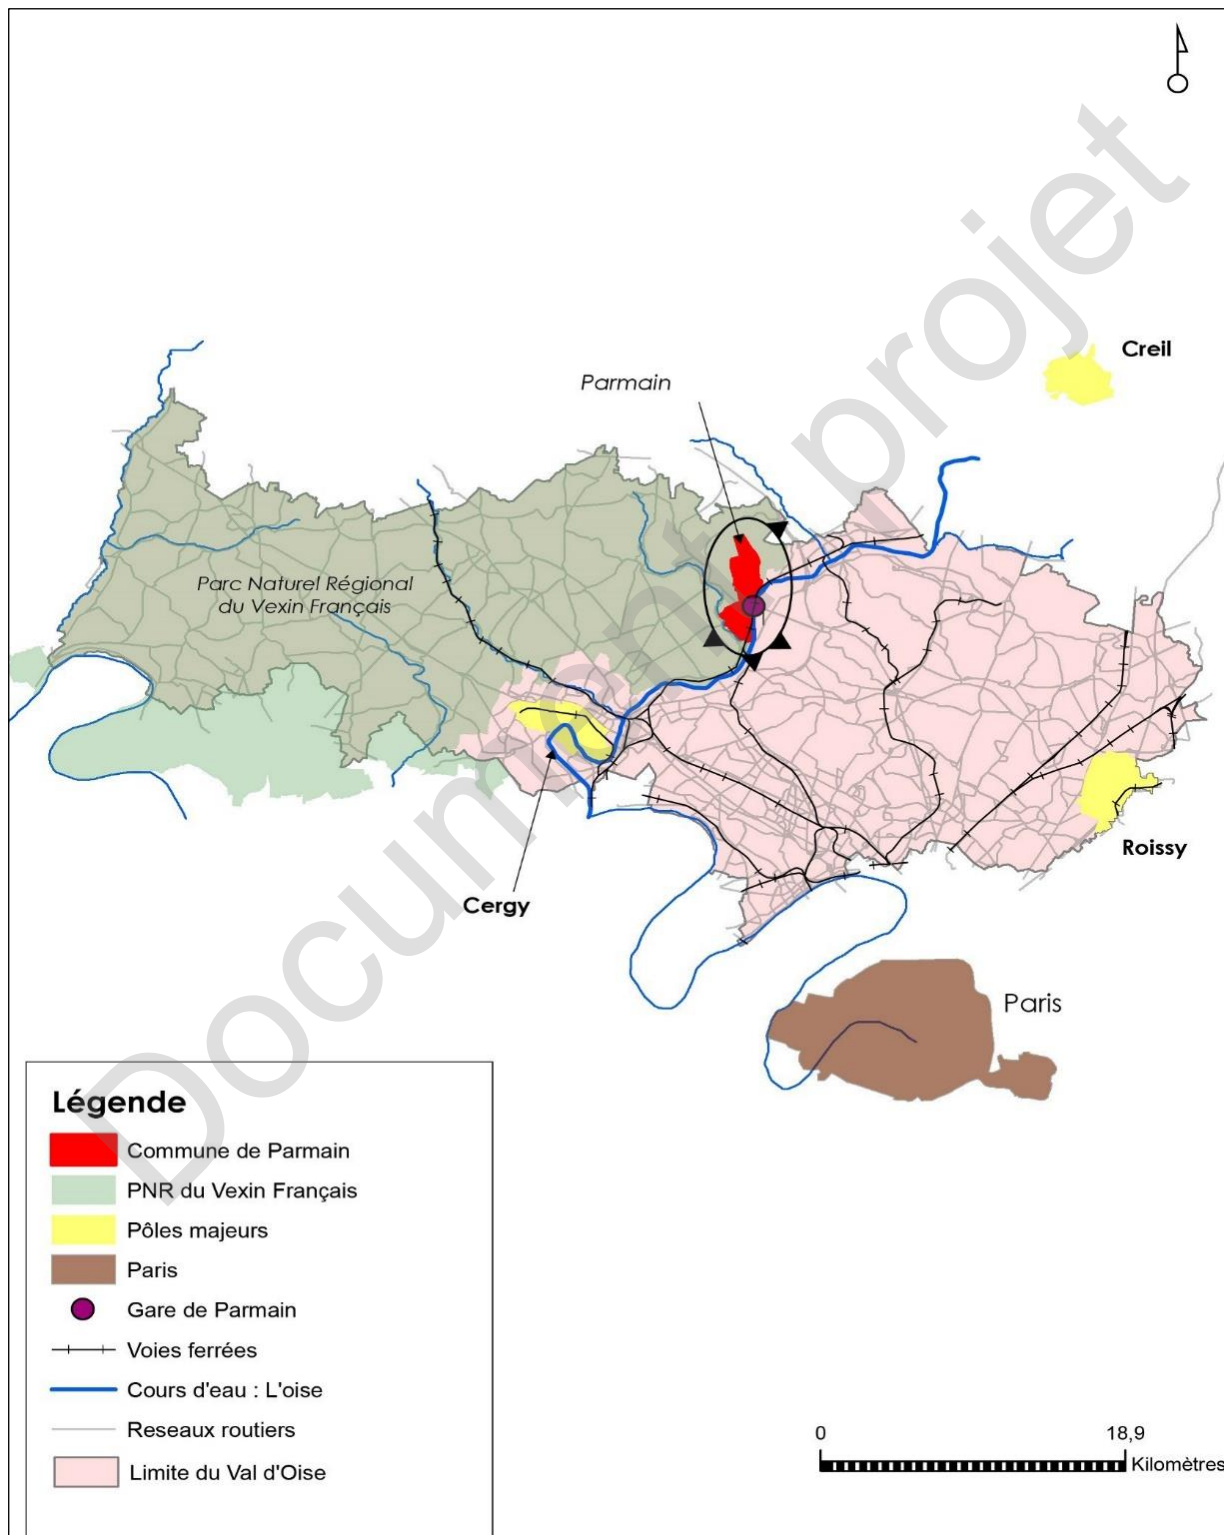 Creil
Parmain
Parc Naturel Régional
du Vexin Français
Roissy
Cergy
Paris
Légende
Commune de Parmain
PNR du Vexin Français
Pôles majeurs
Paris
Gare de Parmain
Voies ferrées
Cours d'eau : L'oise
Reseaux routiers
Limite du Val d'Oise
0 18,9
Kilomètres
Document projet